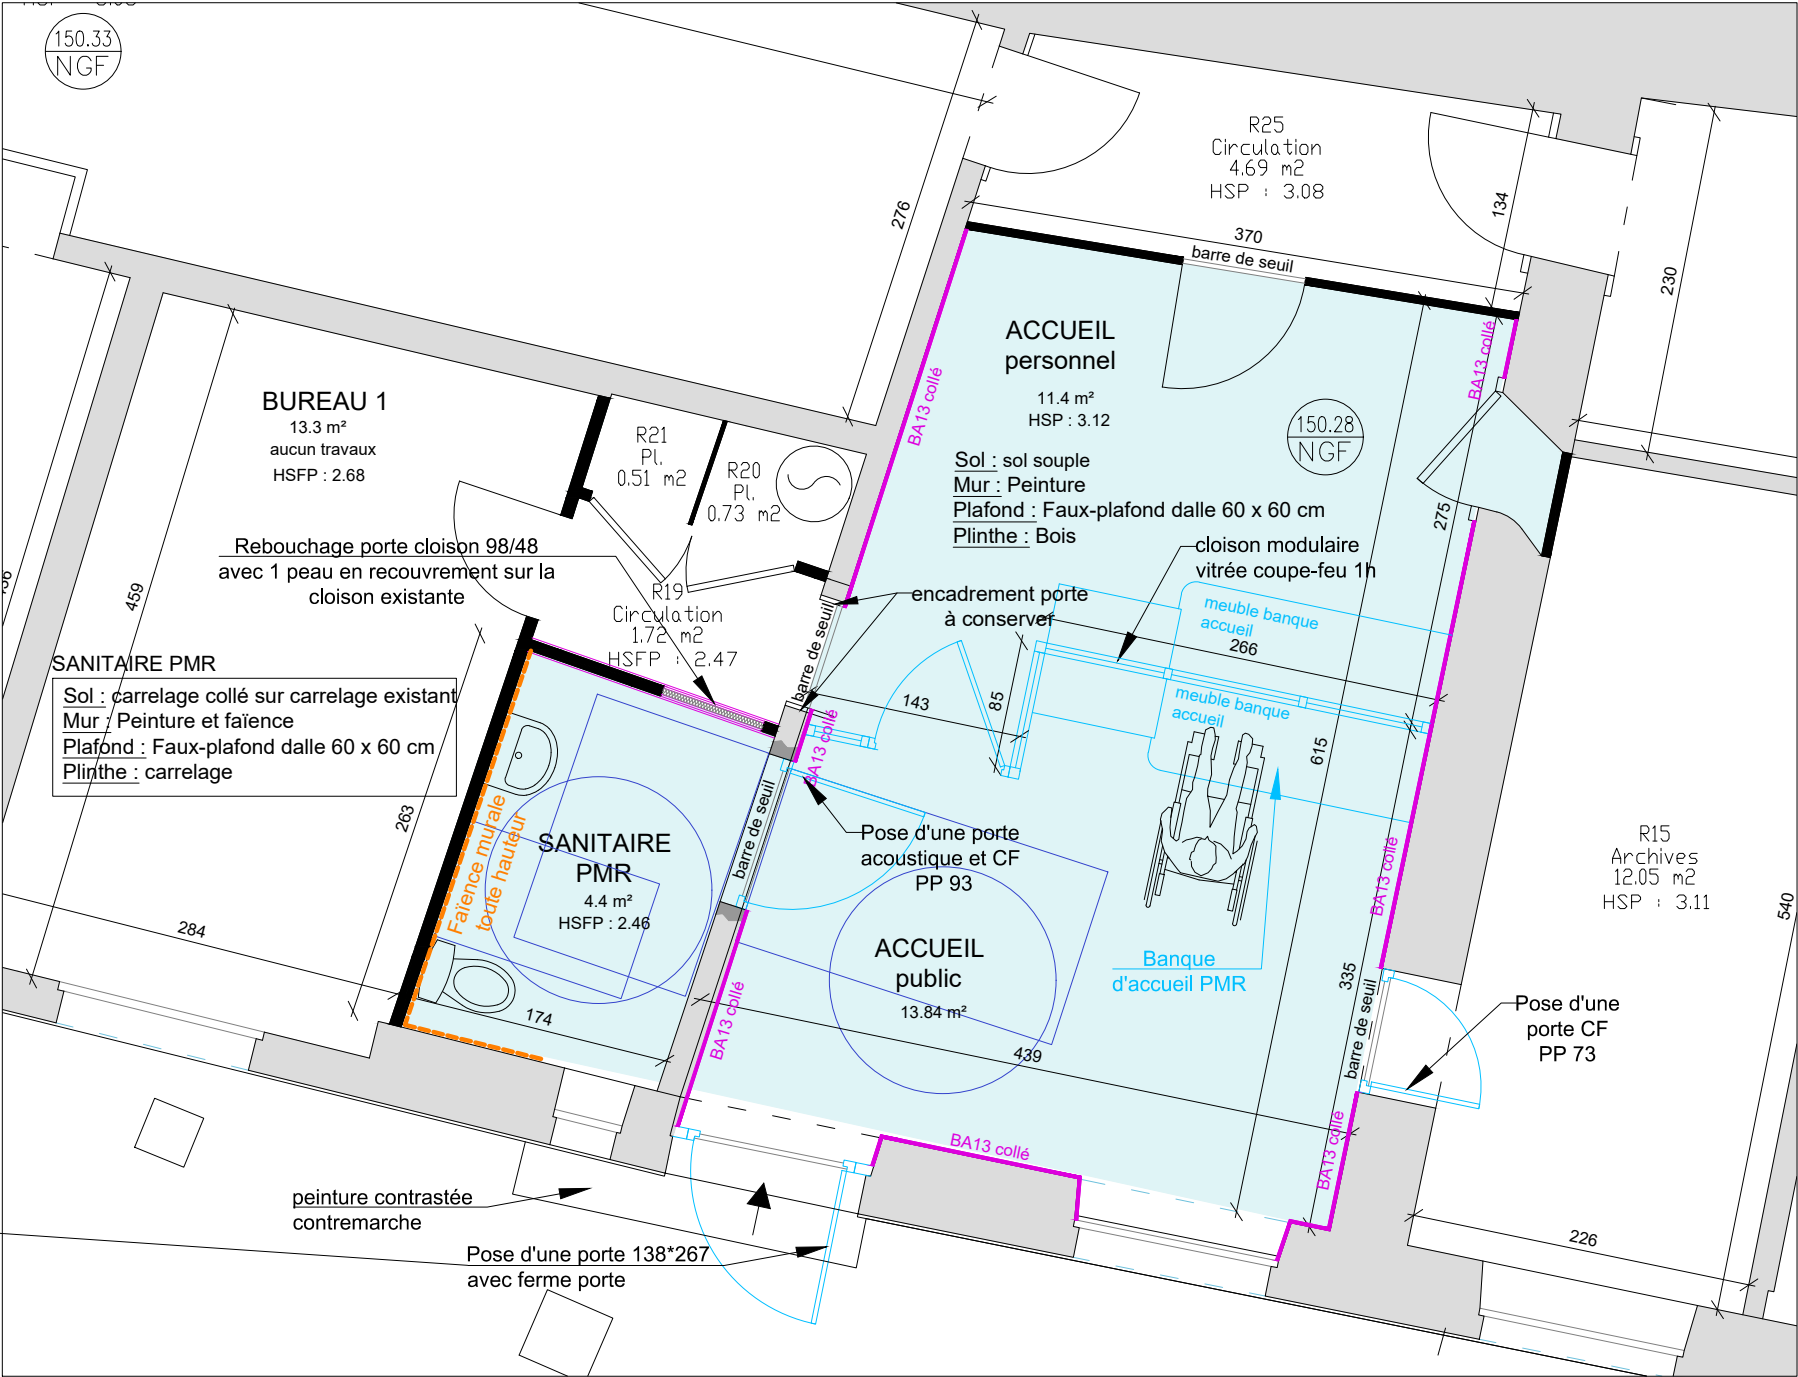 150.33
NGF
R25
Circulation
4.69 m2
HSP : 3.08
134
276
370
barre de seuil
230
ACCUEIL
personnel
11.4 m²
HSP : 3.12
BA13 collé
BA13 collé
150.28
NGF
Sol : sol souple
Mur : Peinture
Plafond : Faux-plafond dalle 60 x 60 cm
Plinthe : Bois
275
BUREAU 1
13.3 m²
aucun travaux
HSFP : 2.68
R21
Pl.
0.51 m2
R20
Pl.
0.73 m2
Rebouchage porte cloison 98/48
avec 1 peau en recouvrement sur la
cloison existante
459
R19
Circulation
1.72 m2
HSFP : 2.47
encadrement porte
à conserver
cloison modulaire
vitrée coupe-feu 1h
meuble banque
accueil
266
meuble banque
accueil
barre de seuil
143
85
615
SANITAIRE PMR
Sol : carrelage collé sur carrelage existant
Mur : Peinture et faïence
Plafond : Faux-plafond dalle 60 x 60 cm
Plinthe : carrelage
263
BA13 collé
barre de seuil
Faïence murale
toute hauteur
SANITAIRE
PMR
4.4 m²
HSFP : 2.46
Pose d'une porte
acoustique et CF
PP 93
BA13 collé
R15
Archives
12.05 m2
HSP : 3.11
540
284
ACCUEIL
public
13.84 m²
Banque
d'accueil PMR
335
barre de seuil
Pose d'une
porte CF
PP 73
174
BA13 collé
439
BA13 collé
BA13 collé
peinture contrastée
contremarche
Pose d'une porte 138*267
avec ferme porte
226